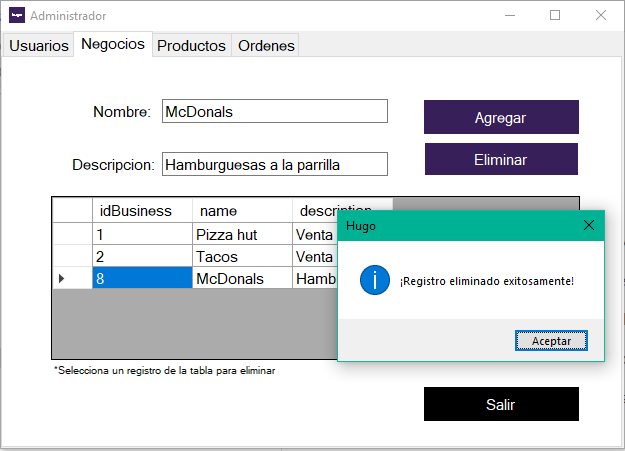 hugo Administrador
Usuarios Negocios Productos Ordenes
Nombre: McDonals Agregar
Descripcion: Hamburguesas a la parrilla Eliminar
idBusiness name description
1 Pizza hut Venta
2 Tacos Venta
8 McDonals Hamb
Hugo
¡Registro eliminado exitosamente!
Aceptar
*Selecciona un registro de la tabla para eliminar
Salir